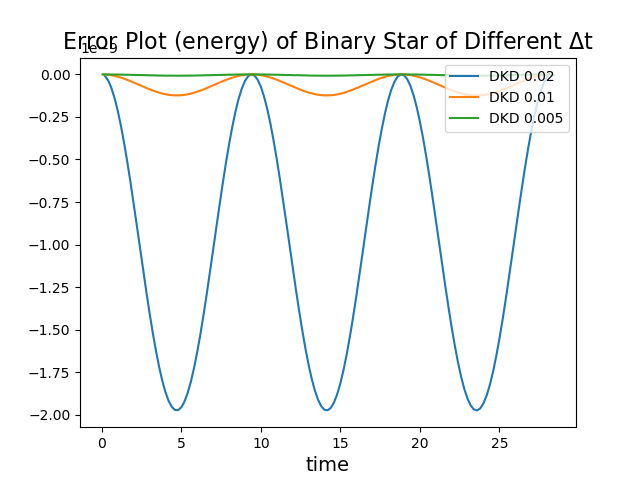 Error Plot (energy) of Binary Star of Different Δt
1e−9
0.00
−0.25
−0.50
−0.75
−1.00
−1.25
−1.50
−1.75
−2.00
DKD 0.02
DKD 0.01
DKD 0.005
0 5 10 15 20 25
time